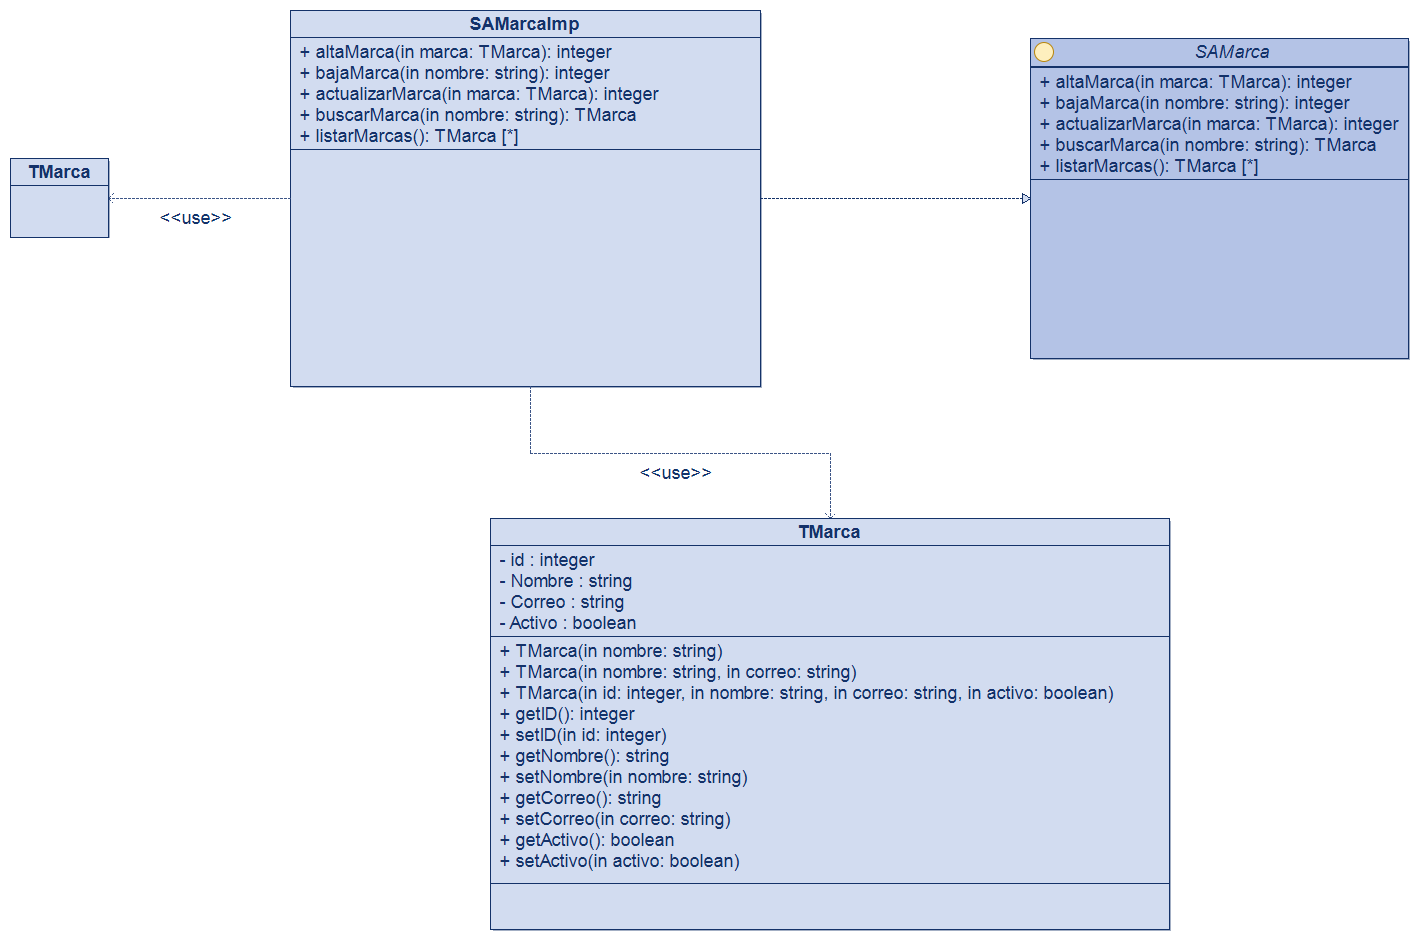 SAMarcaImp
+ altaMarca(in marca: TMarca): integer
+ bajaMarca(in nombre: string): integer
+ actualizarMarca(in marca: TMarca): integer
+ buscarMarca(in nombre: string): TMarca
+ listarMarcas(): TMarca [*]
SAMarca
+ altaMarca(in marca: TMarca): integer
+ bajaMarca(in nombre: string): integer
+ actualizarMarca(in marca: TMarca): integer
+ buscarMarca(in nombre: string): TMarca
+ listarMarcas(): TMarca [*]
TMarca
<<use>>
<<use>>
TMarca
- id : integer
- Nombre : string
- Correo : string
- Activo : boolean
+ TMarca(in nombre: string)
+ TMarca(in nombre: string, in correo: string)
+ TMarca(in id: integer, in nombre: string, in correo: string, in activo: boolean)
+ getID(): integer
+ setID(in id: integer)
+ getNombre(): string
+ setNombre(in nombre: string)
+ getCorreo(): string
+ setCorreo(in correo: string)
+ getActivo(): boolean
+ setActivo(in activo: boolean)